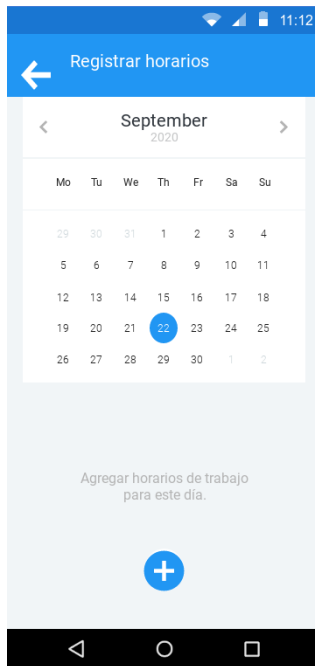 11:12
Registrar horarios
September
2020
Mo Tu We Th Fr Sa Su
29 30 31 1 2 3 4
5 6 7 8 9 10 11
12 13 14 15 16 17 18
19 20 21 22 23 24 25
26 27 28 29 30 1 2
Agregar horarios de trabajo
para este día.